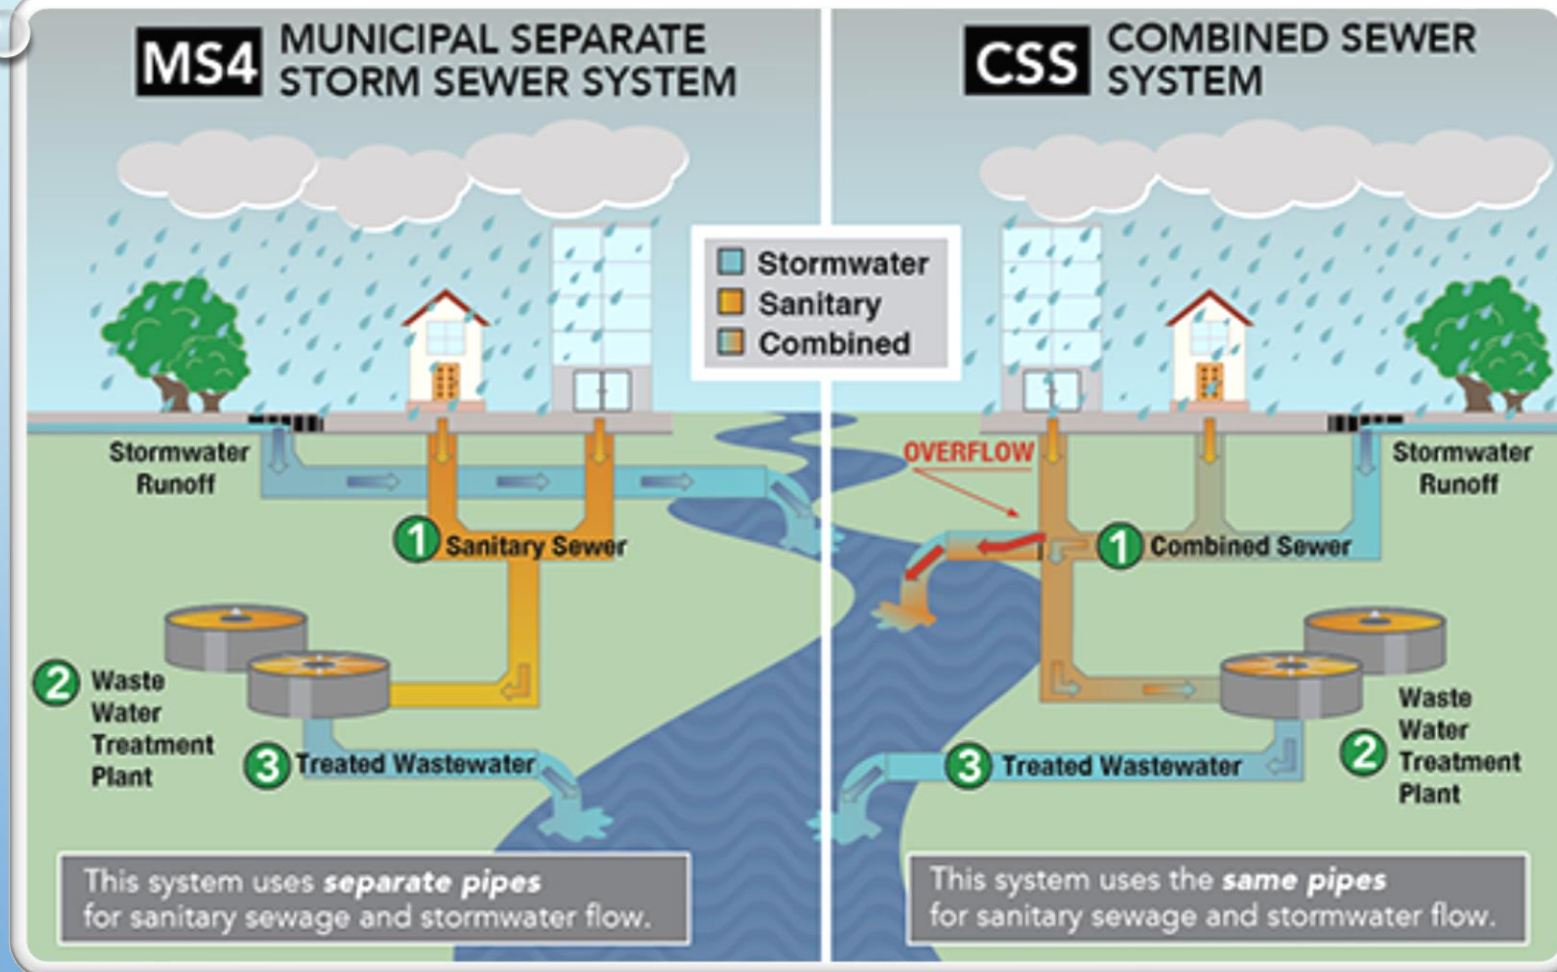 MS4
MUNICIPAL SEPARATE
STORM SEWER SYSTEM
Stormwater
Runoff
1
Sanitary Sewer
2
Waste
Water
Treatment
Plant
3
Treated Wastewater
This system uses separate pipes
for sanitary sewage and stormwater flow.
Stormwater
Sanitary
Combined
CSS
COMBINED SEWER
SYSTEM
OVERFLOW
Stormwater
Runoff
1
Combined Sewer
Waste
Water
2
Treatment
Plant
3
Treated Wastewater
This system uses the same pipes
for sanitary sewage and stormwater flow.